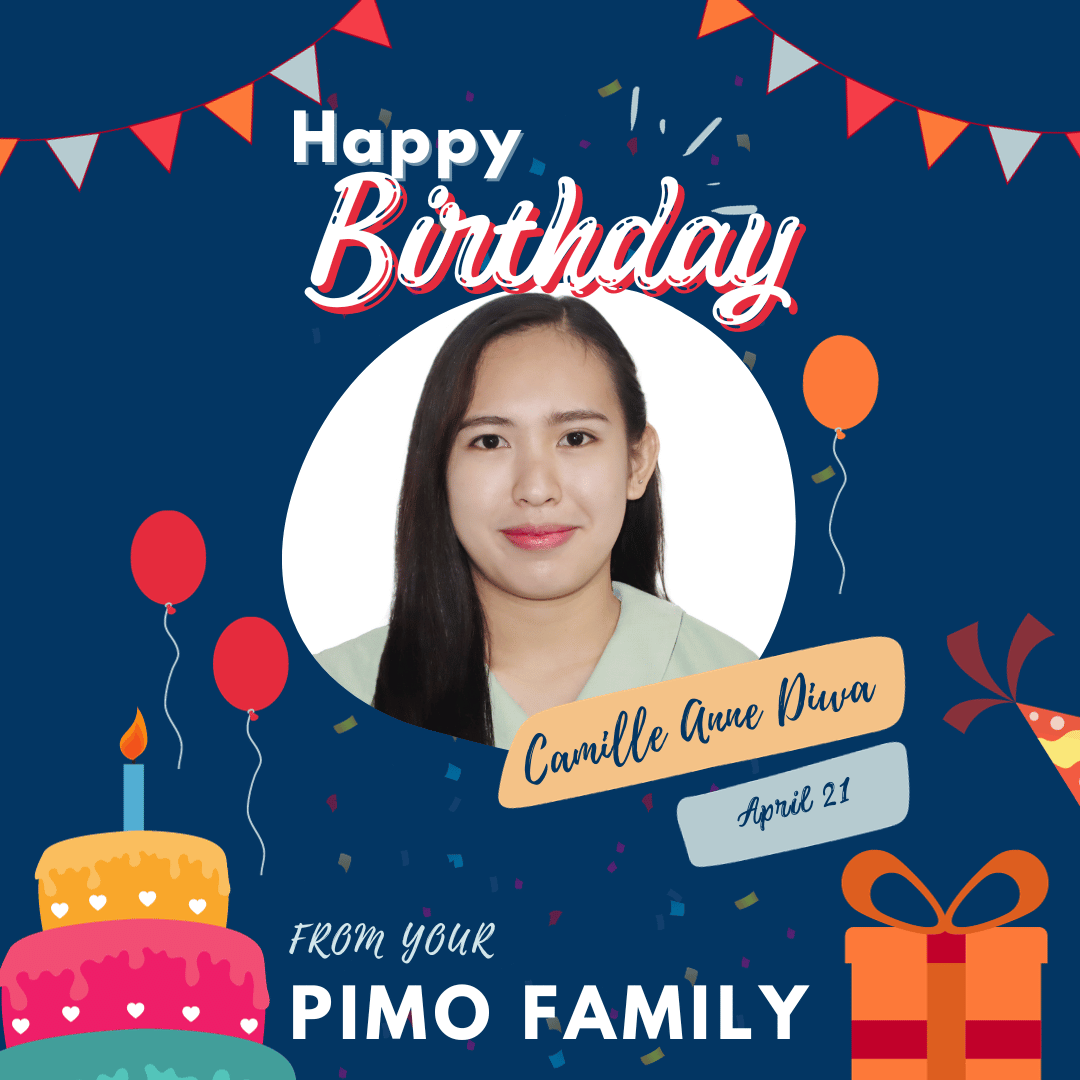 Happy
Birthday
Camille Anne Diwa
April 21
FROM YOUR
PIMO FAMILY